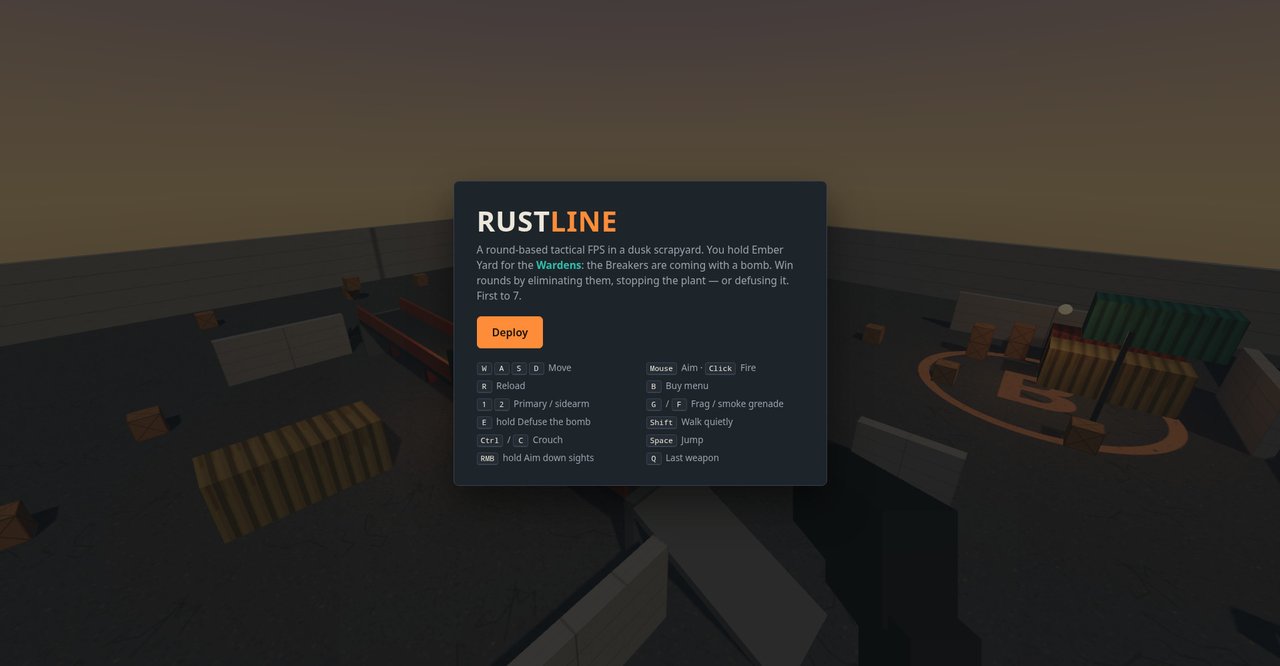 RUSTLINE
A round-based tactical FPS in a dusk scrapyard. You hold Ember
Yard for the Wardens: the Breakers are coming with a bomb. Win
rounds by eliminating them, stopping the plant — or defusing it.
First to 7.
Deploy
W A S D Move
Mouse Aim · Click Fire
R Reload
B Buy menu
1 2 Primary / sidearm
G / F Frag / smoke grenade
E hold Defuse the bomb
Shift Walk quietly
Ctrl / C Crouch
Space Jump
RMB hold Aim down sights
Q Last weapon
B